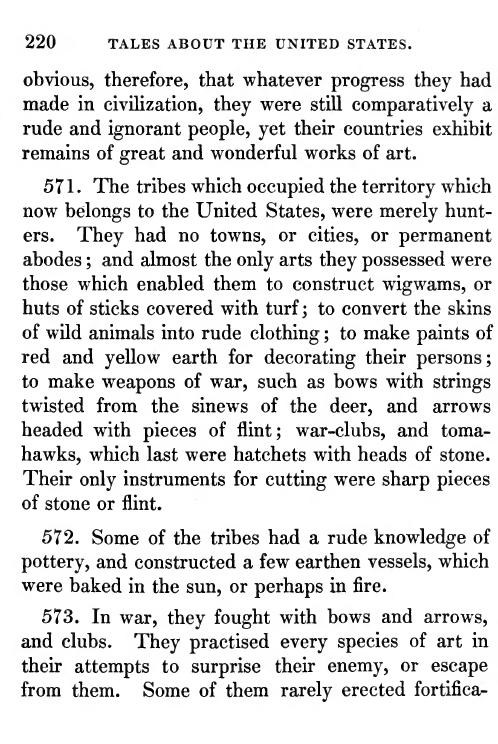 220 TALES ABOUT THE UNITED STATES.
obvious, therefore, that whatever progress they had
made in civilization, they were still comparatively a
rude and ignorant people, yet their countries exhibit
remains of great and wonderful works of art.
571. The tribes which occupied the territory which
now belongs to the United States, were merely hunt-
ers. They had no towns, or cities, or permanent
abodes; and almost the only arts they possessed were
those which enabled them to construct wigwams, or
huts of sticks covered with turf; to convert the skins
of wild animals into rude clothing; to make paints of
red and yellow earth for decorating their persons;
to make weapons of war, such as bows with strings
twisted from the sinews of the deer, and arrows
headed with pieces of flint; war-clubs, and toma-
hawks, which last were hatchets with heads of stone.
Their only instruments for cutting were sharp pieces
of stone or flint.
572. Some of the tribes had a rude knowledge of
pottery, and constructed a few earthen vessels, which
were baked in the sun, or perhaps in fire.
573. In war, they fought with bows and arrows,
and clubs. They practised every species of art in
their attempts to surprise their enemy, or escape
from them. Some of them rarely erected fortifica-